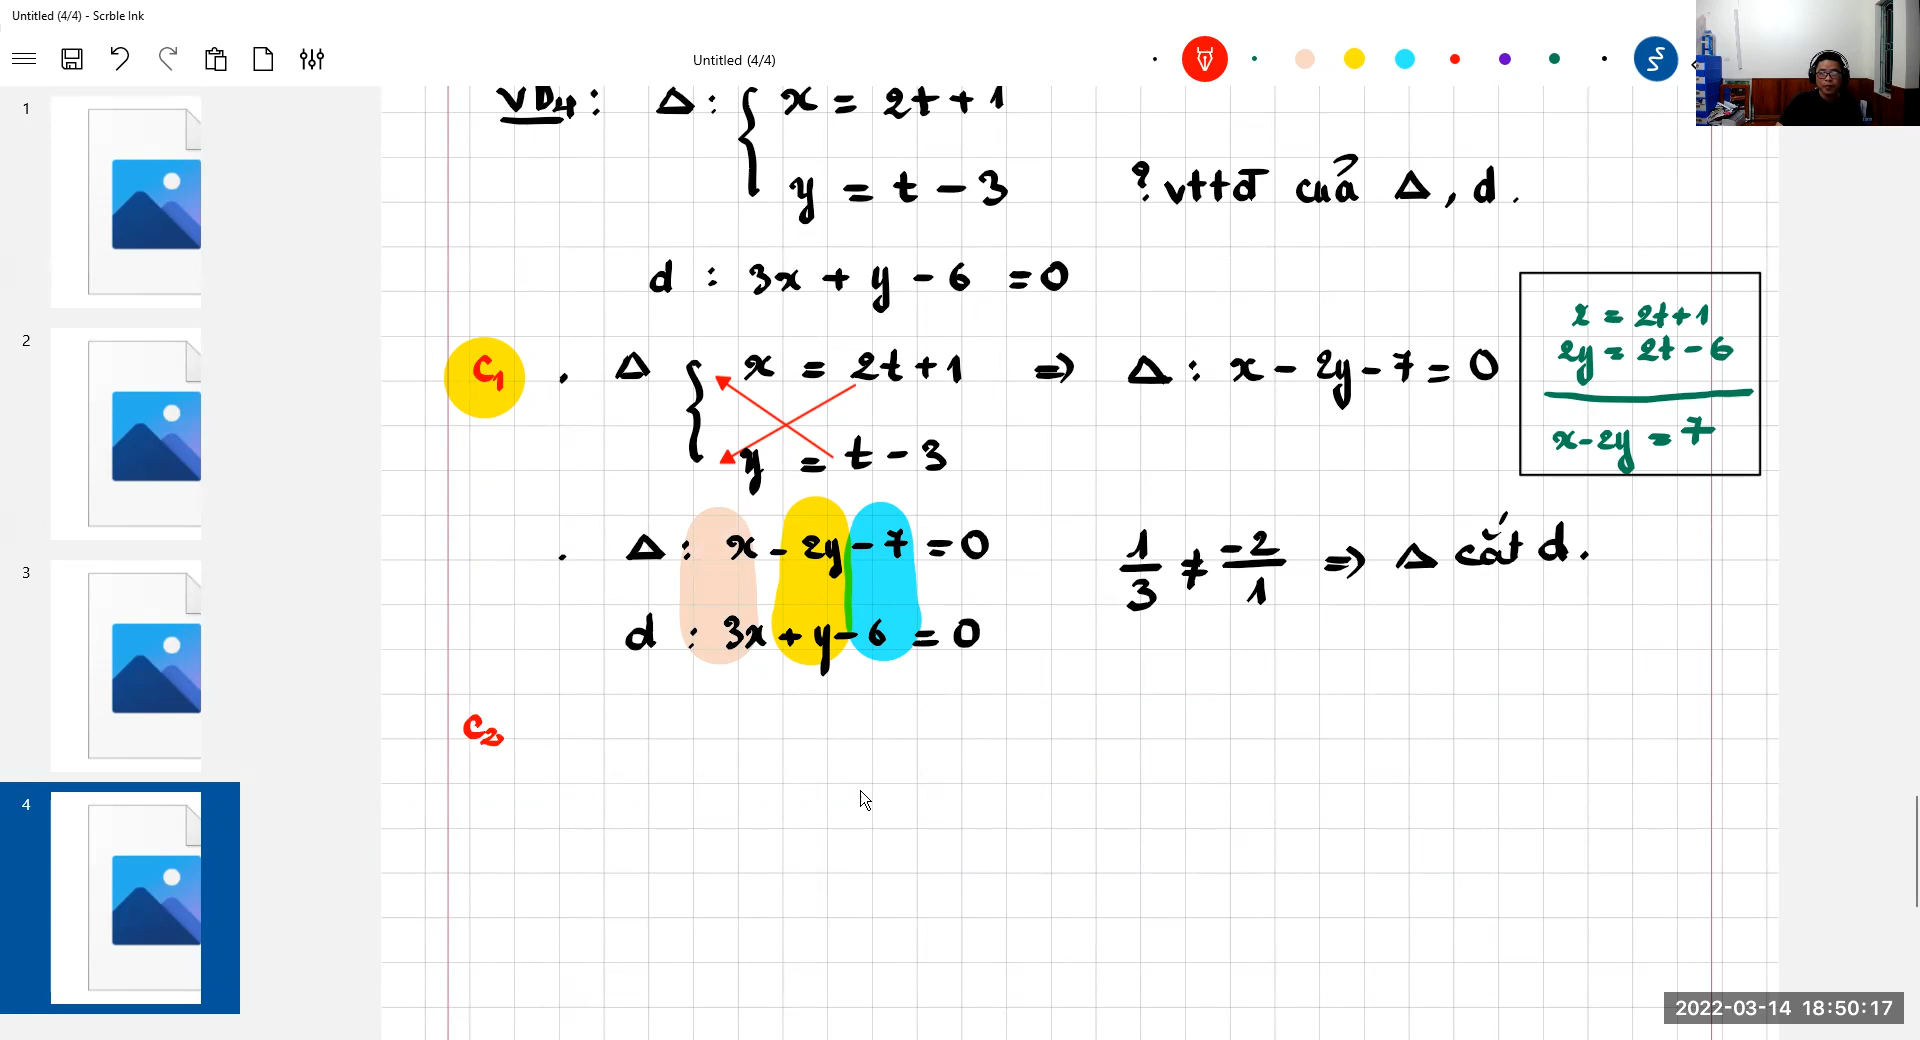 Untitled (4/4) - Scrble Ink
Untitled (4/4)
1
2
3
4
VD4: Δ: { x = 2t + 1
y = t - 3
? vttđ của Δ, d.
d : 3x + y - 6 = 0
C1 . Δ { x = 2t + 1 => Δ: x - 2y - 7 = 0
y = t - 3
x = 2t + 1
2y = 2t - 6
x - 2y = 7
. Δ: x - 2y - 7 = 0
d : 3x + y - 6 = 0
1/3 ≠ -2/1 => Δ cắt d.
C2
2022-03-14 18:50:17